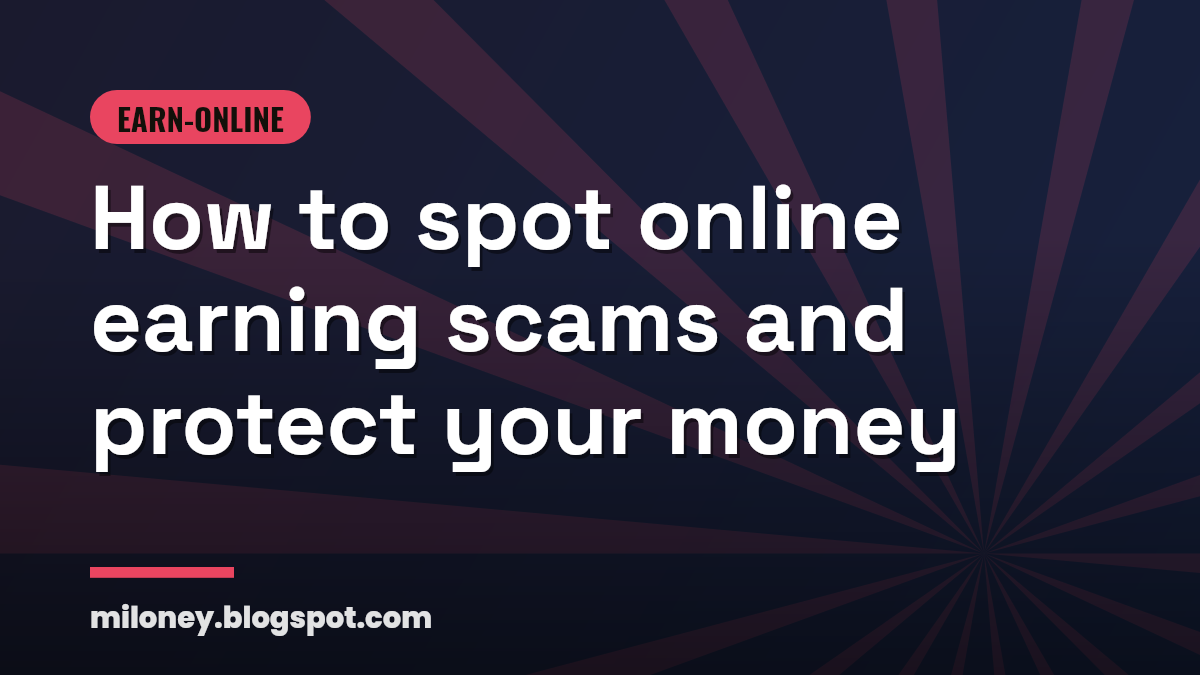 EARN-ONLINE
How to spot online
earning scams and
protect your money
miloney.blogspot.com